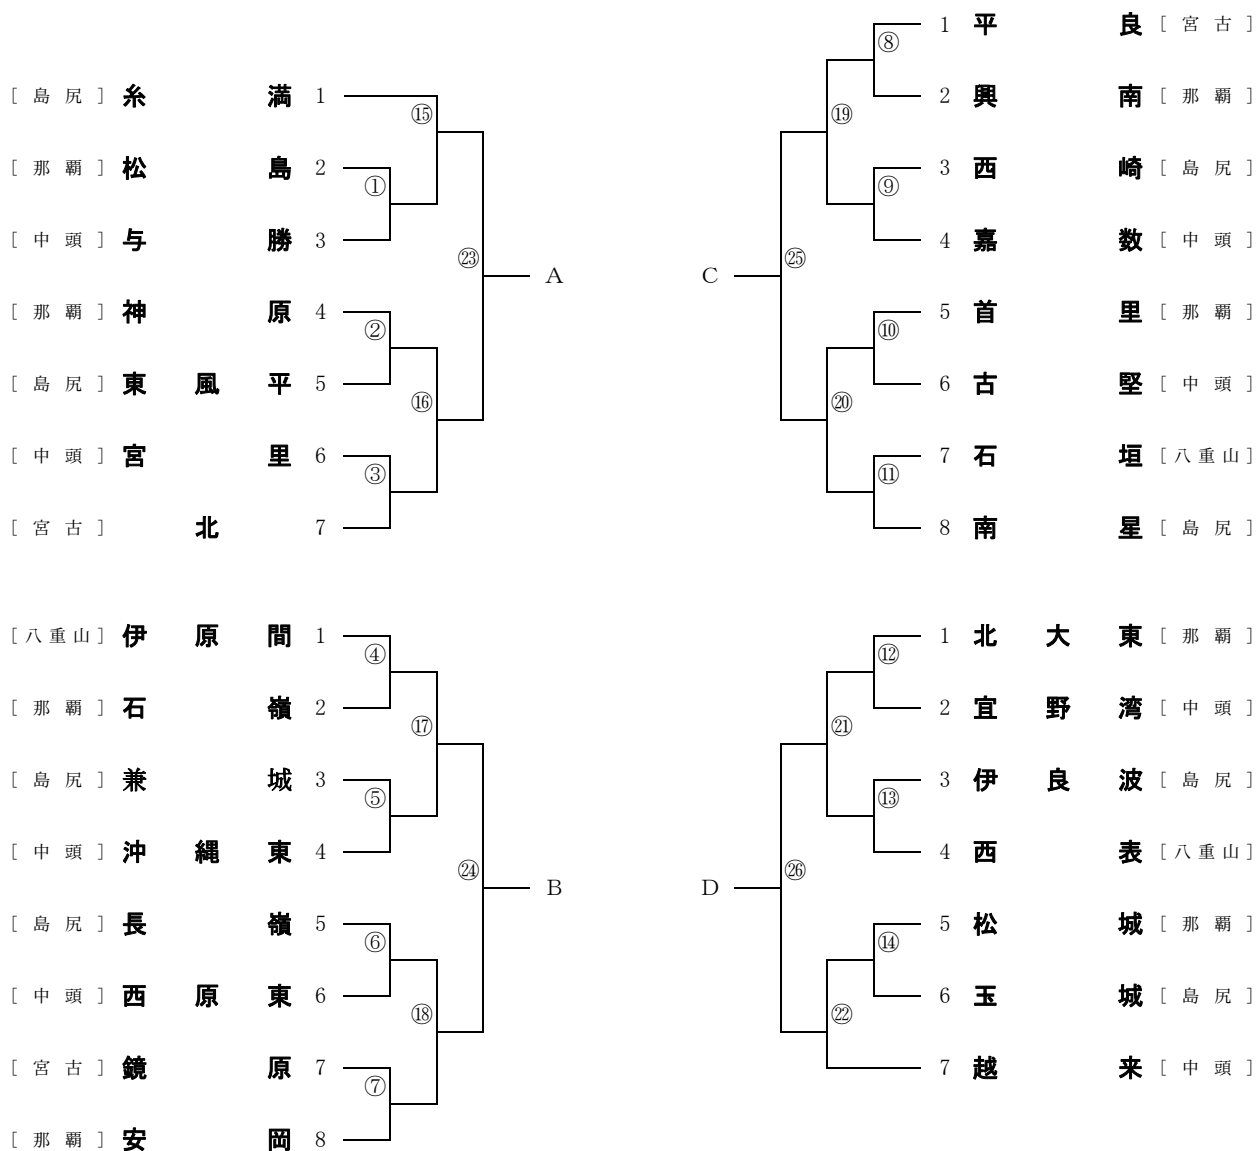 [島尻] 糸満 1
⑮
[那覇] 松島 2
①
[中頭] 与勝 3
㉓ A
[那覇] 神原 4
②
[島尻] 東風平 5
⑯
[中頭] 宮里 6
③
[宮古] 北 7
[八重山] 伊原間 1
④
[那覇] 石嶺 2
⑰
[島尻] 兼城 3
⑤
[中頭] 沖縄東 4
㉔ B
[島尻] 長嶺 5
⑥
[中頭] 西原東 6
⑱
[宮古] 鏡原 7
⑦
[那覇] 安岡 8
1 平良 [宮古]
⑧
2 興南 [那覇]
⑲
3 西崎 [島尻]
⑨
4 嘉数 [中頭]
C ㉕
5 首里 [那覇]
⑩
6 古堅 [中頭]
⑳
7 石垣 [八重山]
⑪
8 南星 [島尻]
1 北大東 [那覇]
⑫
2 宜野湾 [中頭]
㉑
3 伊良波 [島尻]
⑬
4 西表 [八重山]
D ㉖
5 松城 [那覇]
⑭
6 玉城 [島尻]
㉒
7 越来 [中頭]